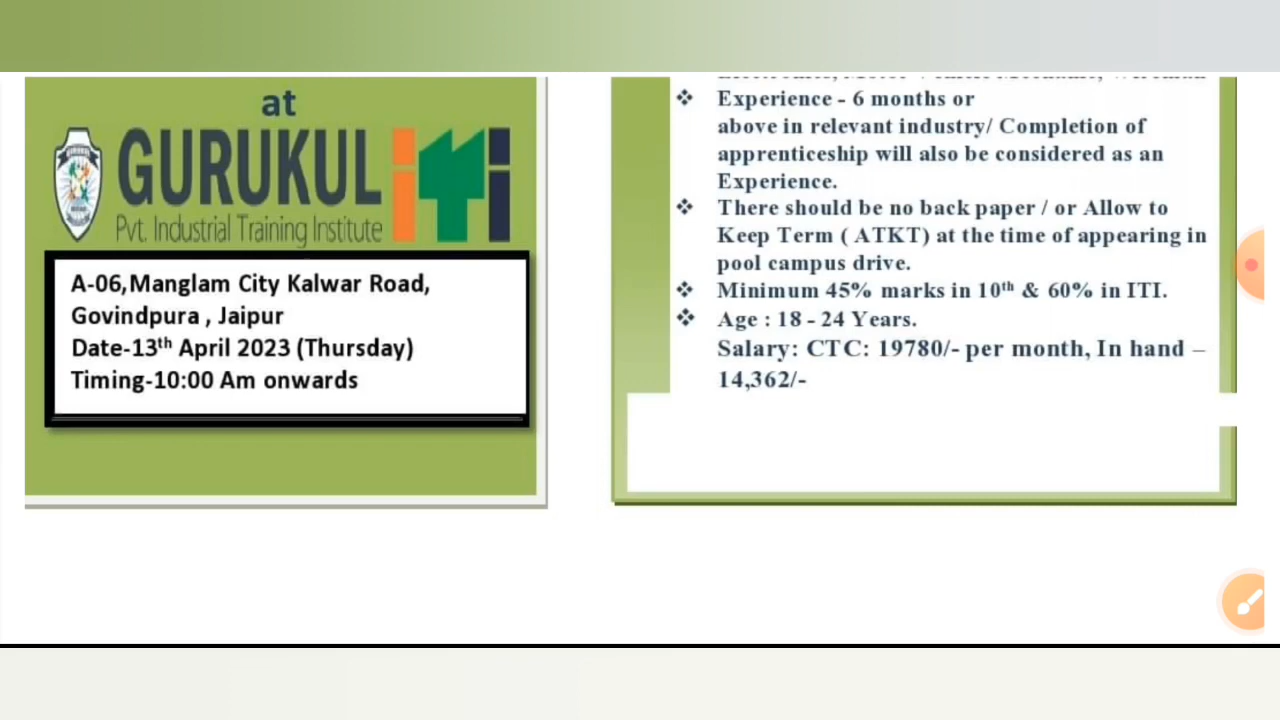 at
GURUKUL iTi
Pvt. Industrial Training Institute
A-06,Manglam City Kalwar Road,
Govindpura , Jaipur
Date-13th April 2023 (Thursday)
Timing-10:00 Am onwards
Experience - 6 months or
above in relevant industry/ Completion of
apprenticeship will also be considered as an
Experience.
There should be no back paper / or Allow to
Keep Term ( ATKT) at the time of appearing in
pool campus drive.
Minimum 45% marks in 10th & 60% in ITI.
Age : 18 - 24 Years.
Salary: CTC: 19780/- per month, In hand –
14,362/-